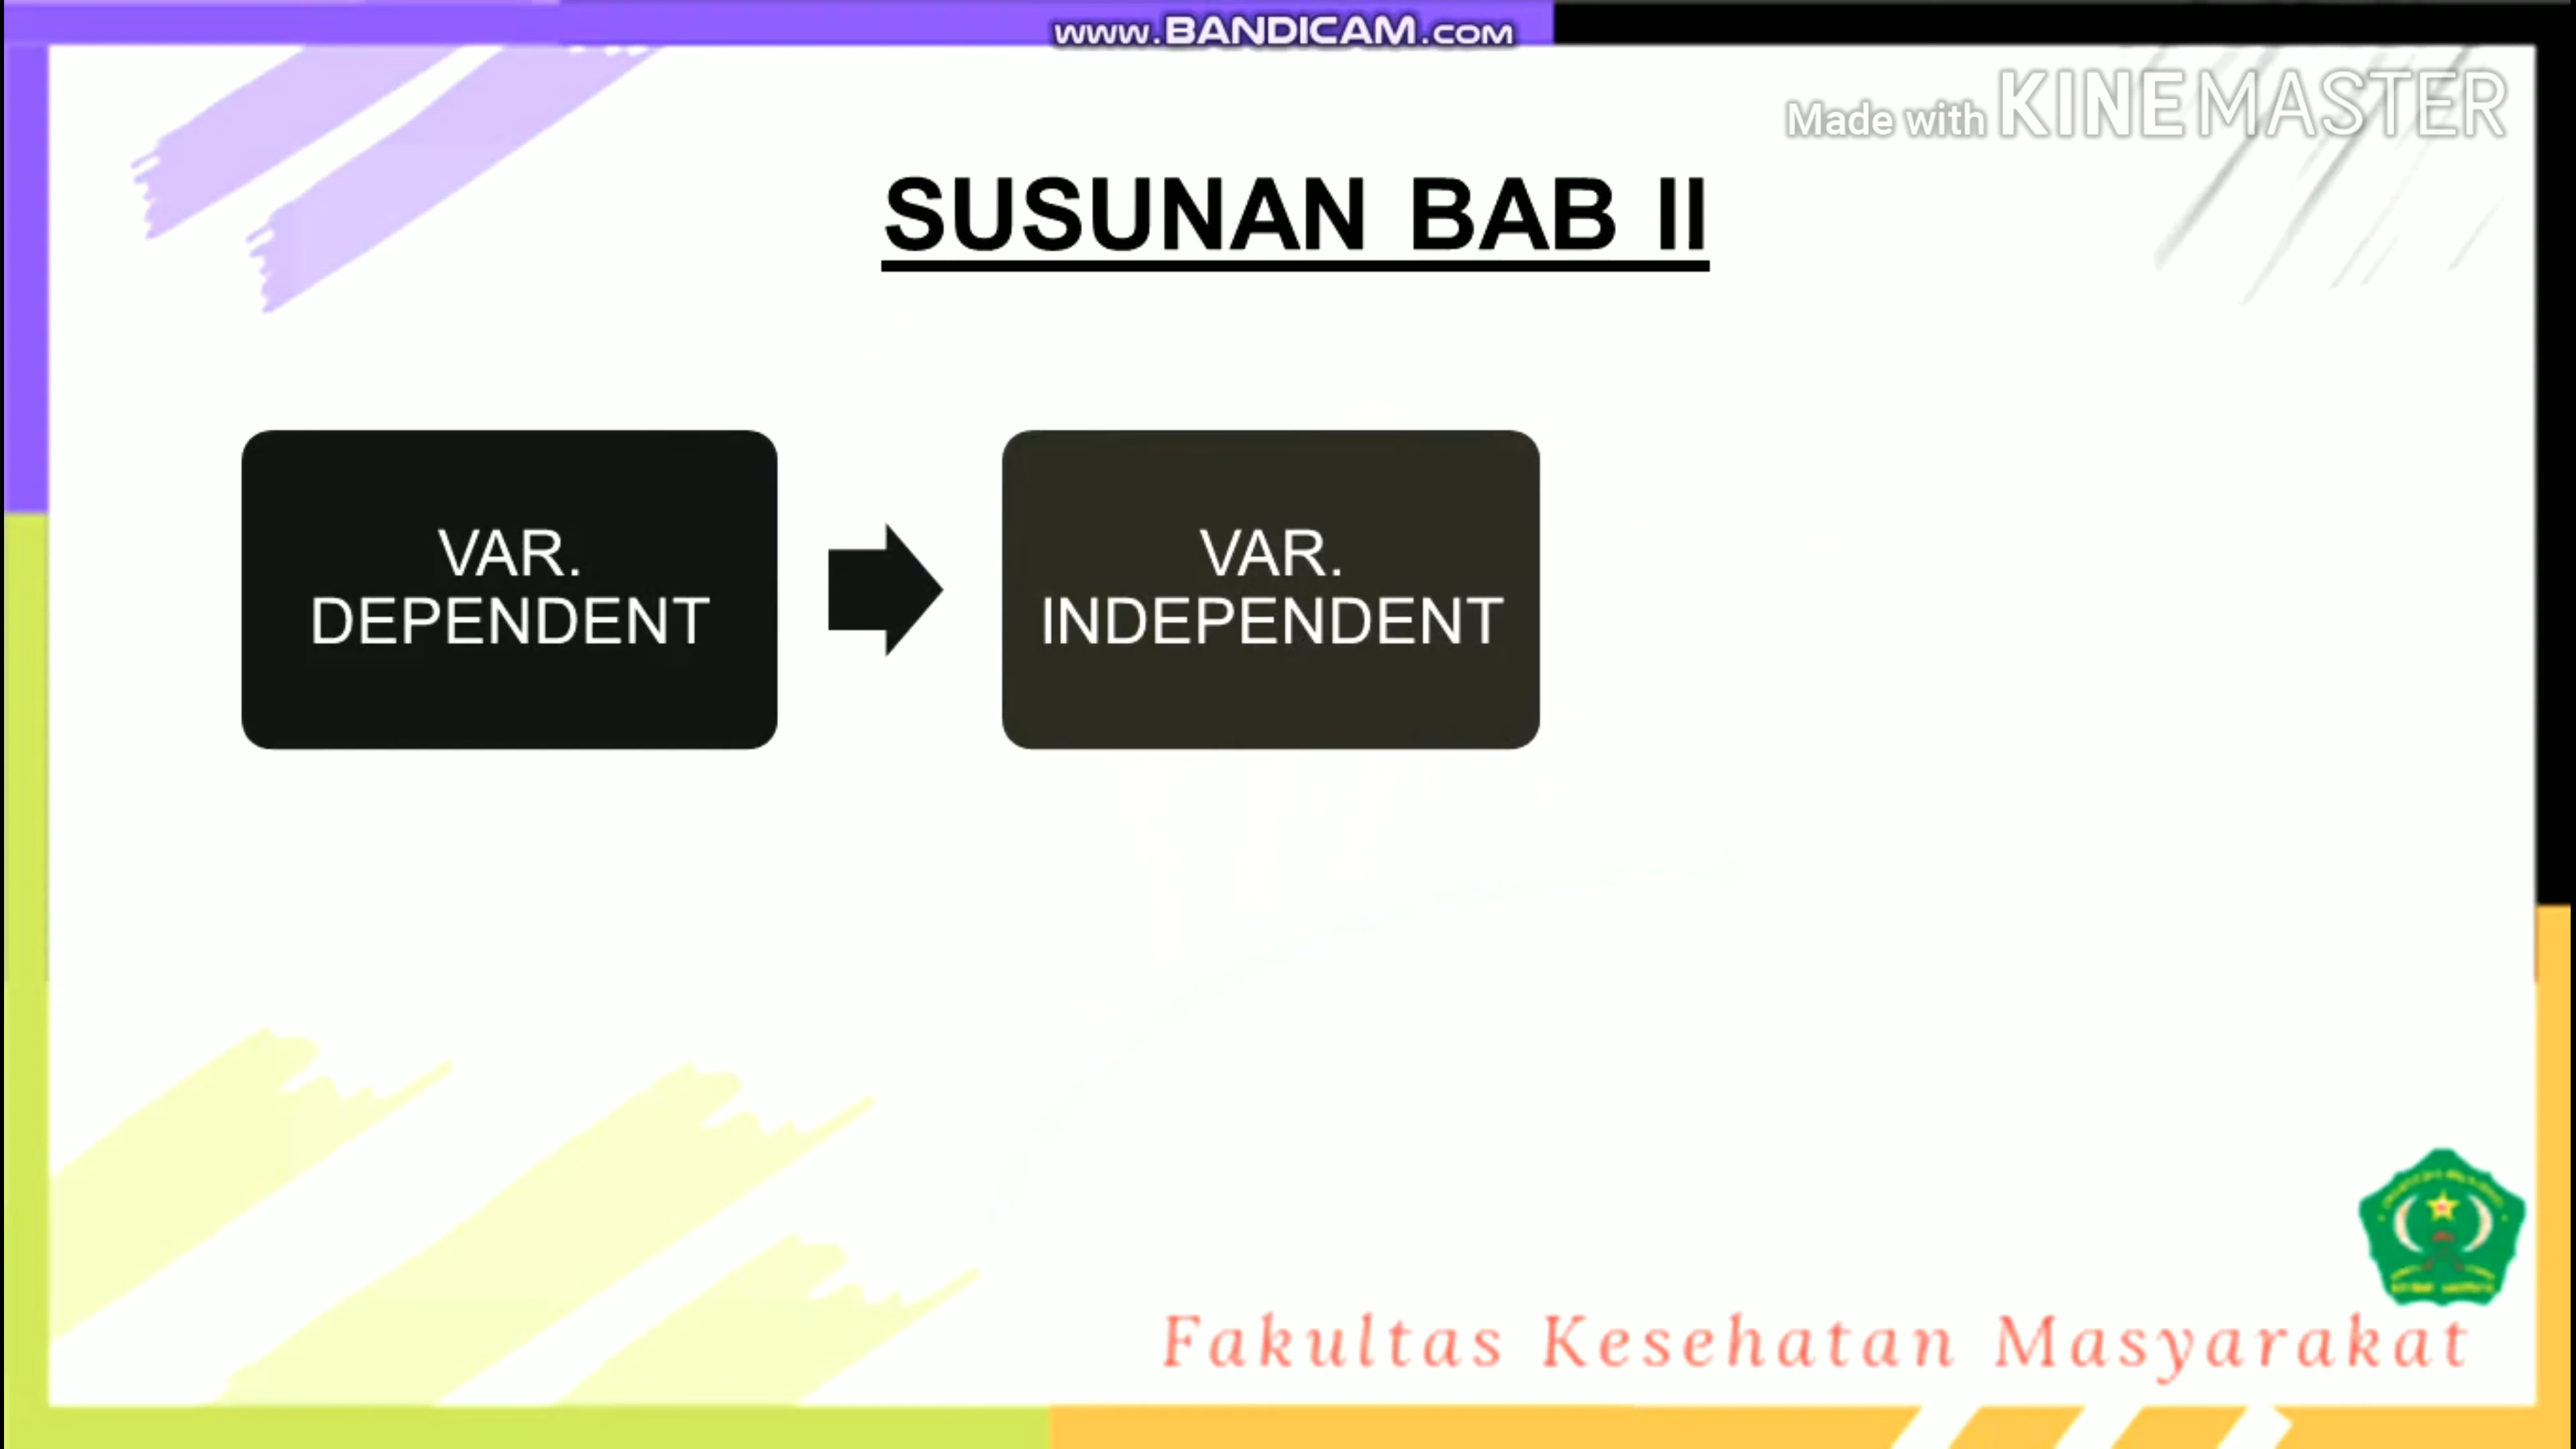 www.BANDICAM.com
Made with KINEMASTER
SUSUNAN BAB II
VAR.
DEPENDENT
VAR.
INDEPENDENT
Fakultas Kesehatan Masyarakat